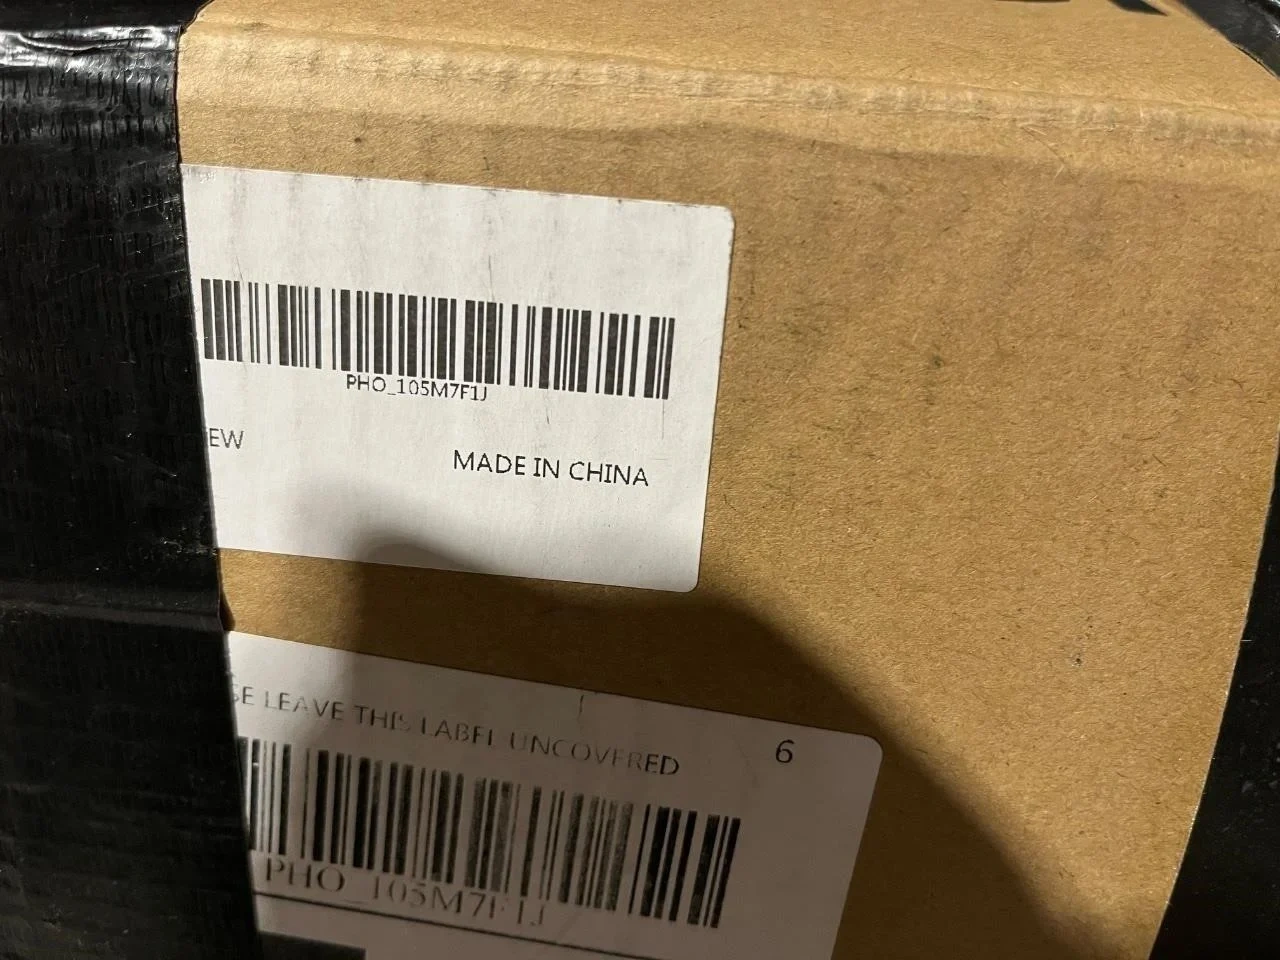 PHO_105M7F1J
EW
MADE IN CHINA
SE LEAVE THIS LABEL UNCOVERED
6
PHO_105M7F1J